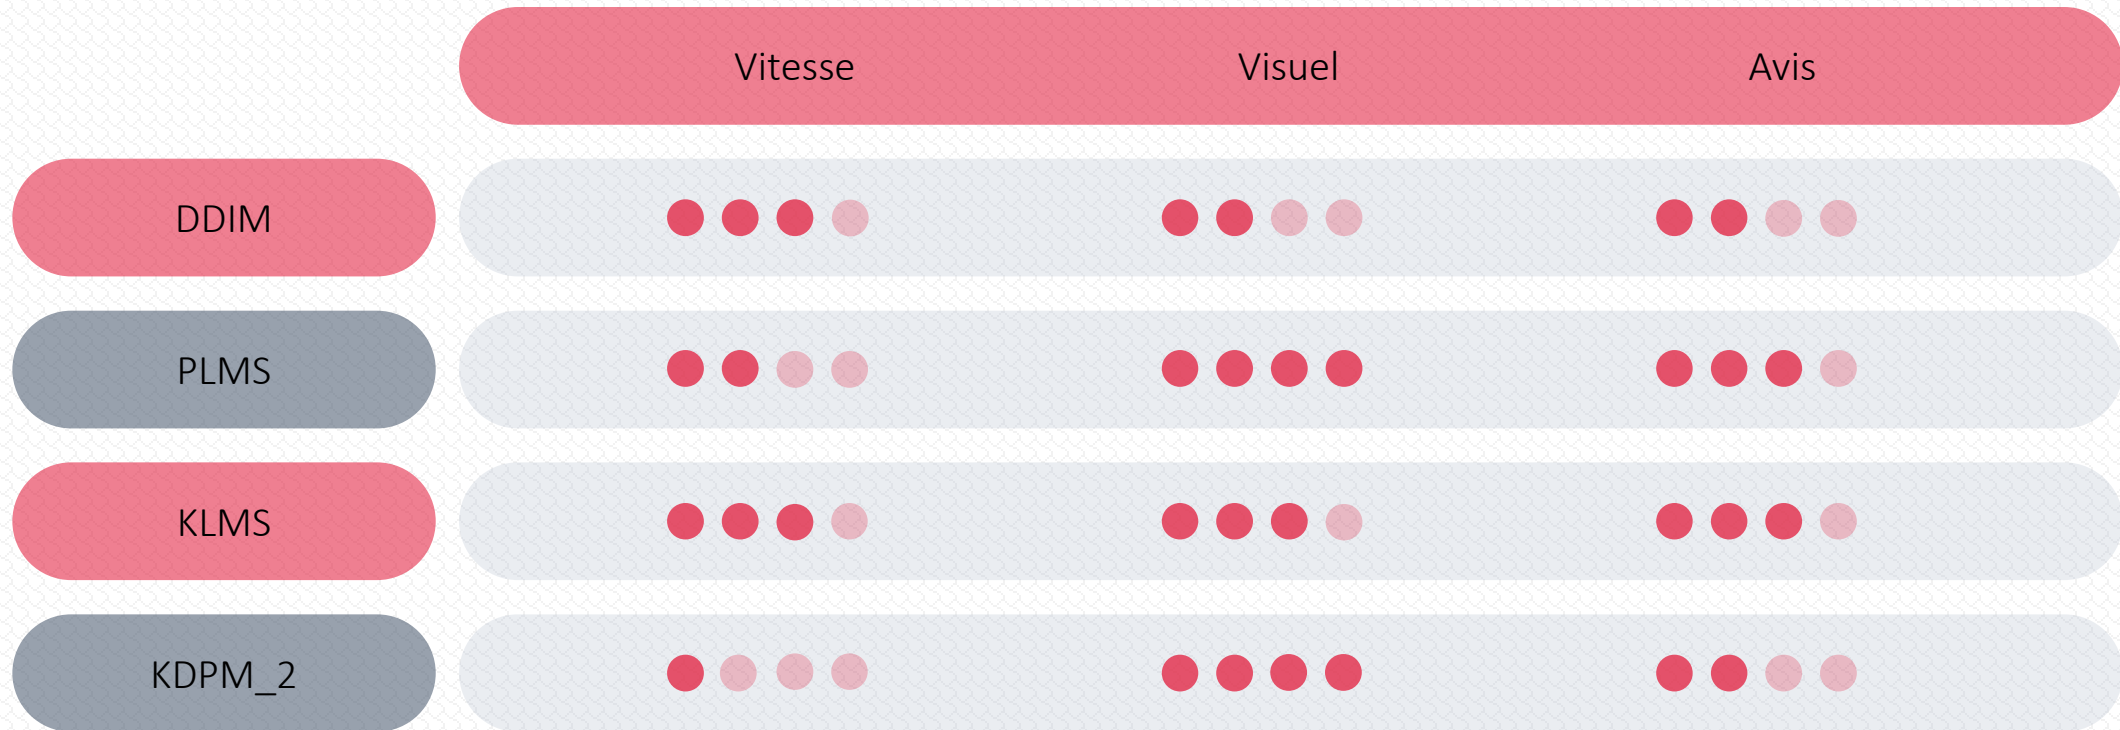 Vitesse Visuel Avis
DDIM
PLMS
KLMS
KDPM_2